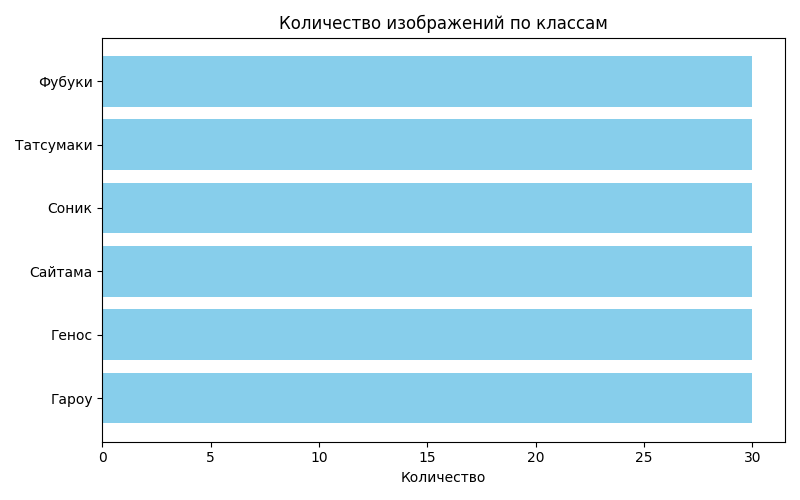 Количество изображений по классам
Фубуки
Татсумаки
Соник
Сайтама
Генос
Гароу
0 5 10 15 20 25 30
Количество